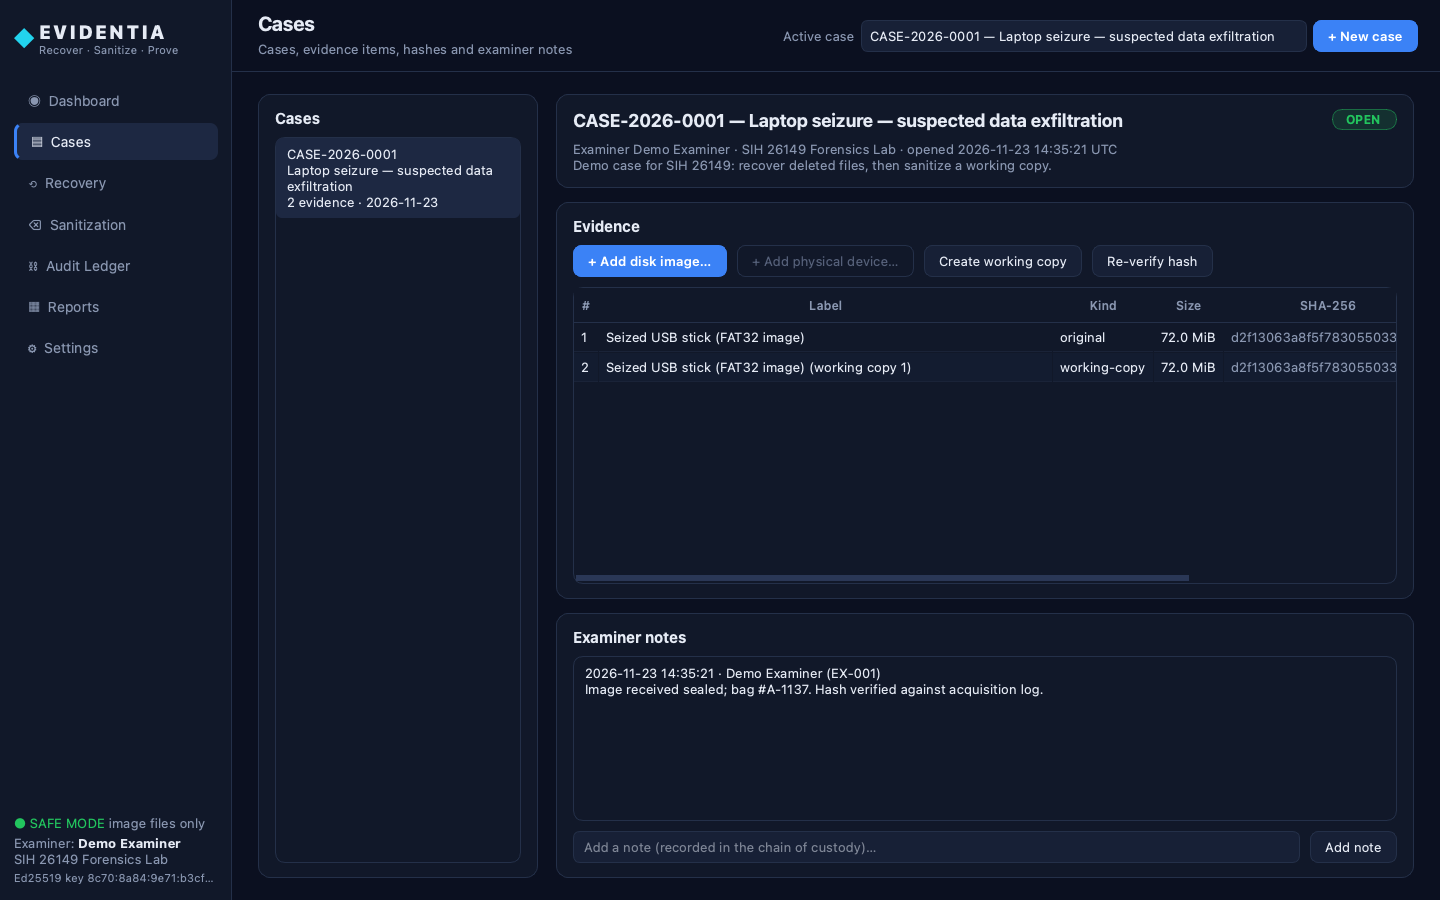 EVIDENTIA
Recover · Sanitize · Prove
Dashboard
Cases
Recovery
Sanitization
Audit Ledger
Reports
Settings
SAFE MODE image files only
Examiner: Demo Examiner
SIH 26149 Forensics Lab
Ed25519 key 8c70:8a84:9e71:b3cf...
Cases
Cases, evidence items, hashes and examiner notes
Active case
CASE-2026-0001 — Laptop seizure — suspected data exfiltration
+ New case
Cases
CASE-2026-0001
Laptop seizure — suspected data
exfiltration
2 evidence · 2026-11-23
CASE-2026-0001 — Laptop seizure — suspected data exfiltration
OPEN
Examiner Demo Examiner · SIH 26149 Forensics Lab · opened 2026-11-23 14:35:21 UTC
Demo case for SIH 26149: recover deleted files, then sanitize a working copy.
Evidence
+ Add disk image...
+ Add physical device...
Create working copy
Re-verify hash
# Label Kind Size SHA-256
1 Seized USB stick (FAT32 image) original 72.0 MiB d2f13063a8f5f783055033
2 Seized USB stick (FAT32 image) (working copy 1) working-copy 72.0 MiB d2f13063a8f5f783055033
Examiner notes
2026-11-23 14:35:21 · Demo Examiner (EX-001)
Image received sealed; bag #A-1137. Hash verified against acquisition log.
Add a note (recorded in the chain of custody)...
Add note